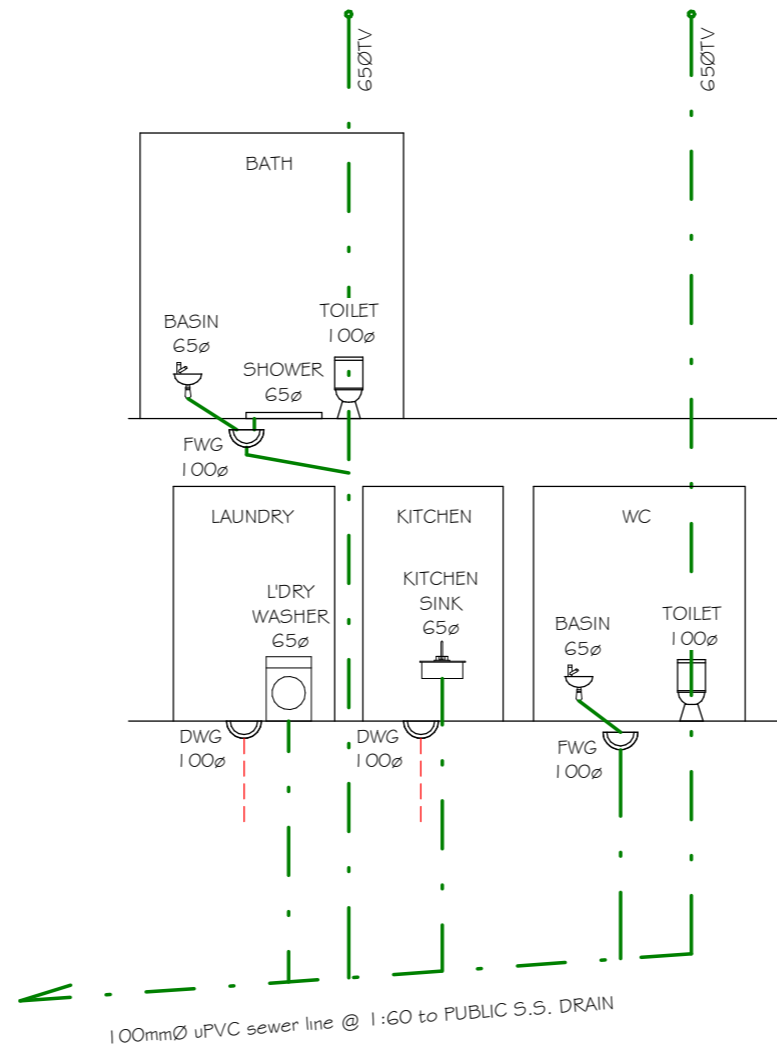 65ØTV
65ØTV
BATH
BASIN
65ø
SHOWER
65ø
TOILET
100ø
FWG
100ø
LAUNDRY
L'DRY
WASHER
65ø
DWG
100ø
KITCHEN
KITCHEN
SINK
65ø
DWG
100ø
WC
BASIN
65ø
TOILET
100ø
FWG
100ø
100mmØ uPVC sewer line @ 1:60 to PUBLIC S.S. DRAIN